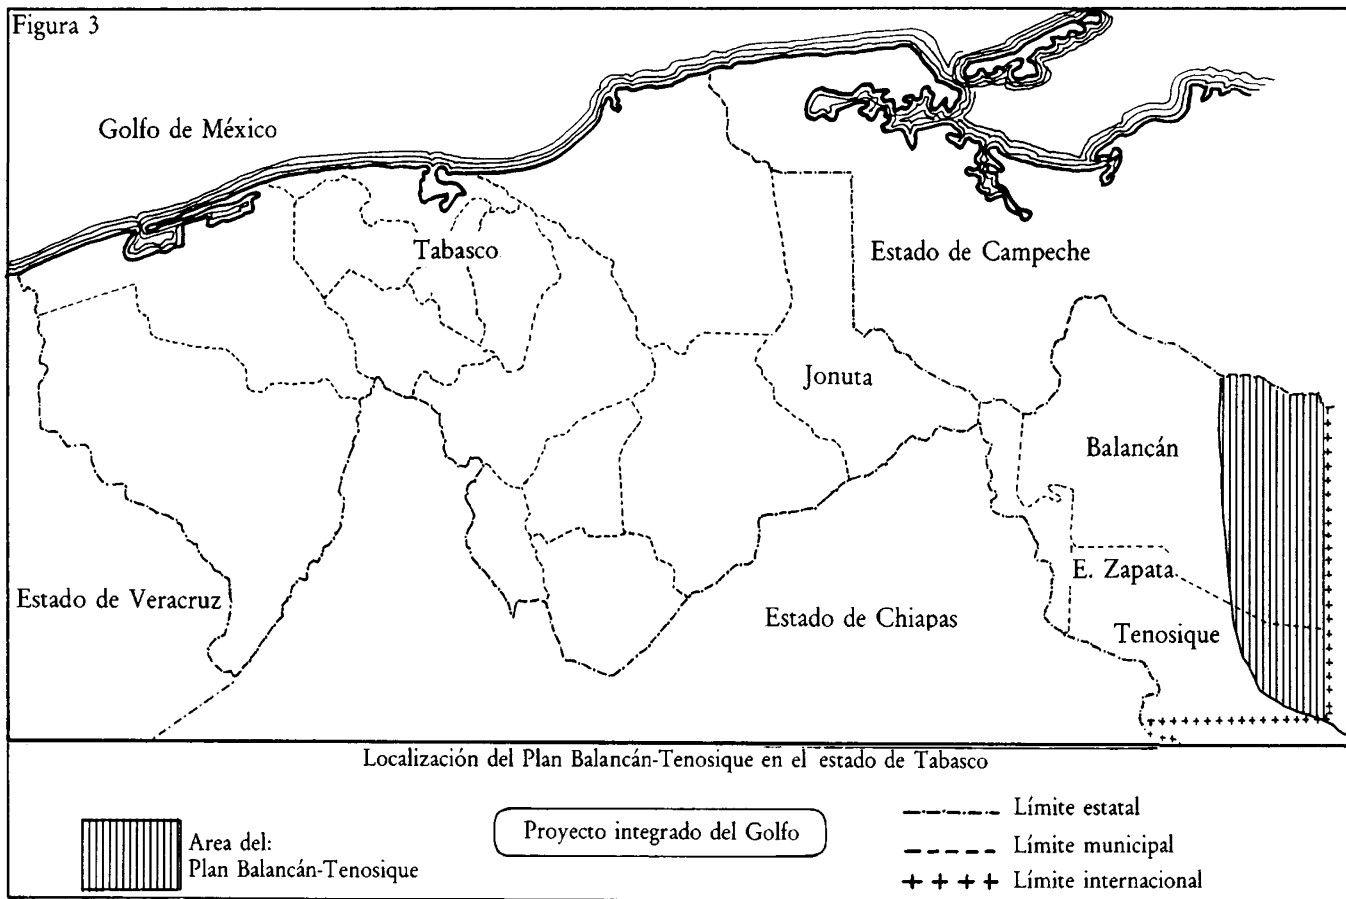 Figura 3
Golfo de México
Tabasco
Estado de Campeche
Jonuta
Balancán
E. Zapata
Estado de Veracruz
Estado de Chiapas
Tenosique
Localización del Plan Balancán-Tenosique en el estado de Tabasco
Area del:
Plan Balancán-Tenosique
Proyecto integrado del Golfo
Límite estatal
Límite municipal
Límite internacional